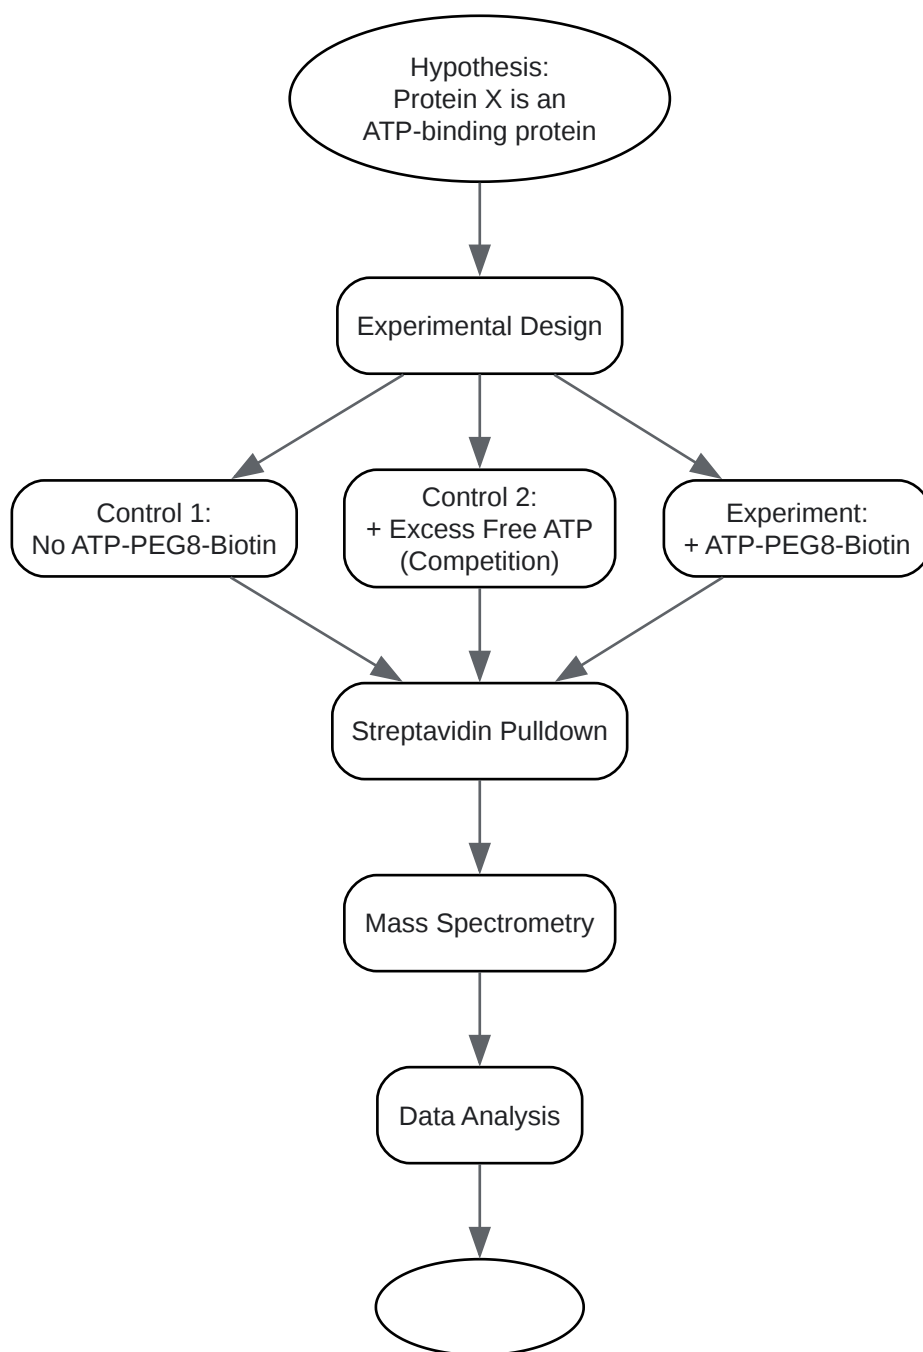 Hypothesis:
Protein X is an
ATP-binding protein
Experimental Design
Control 1:
No ATP-PEG8-Biotin
Control 2:
+ Excess Free ATP
(Competition)
Experiment:
+ ATP-PEG8-Biotin
Streptavidin Pulldown
Mass Spectrometry
Data Analysis